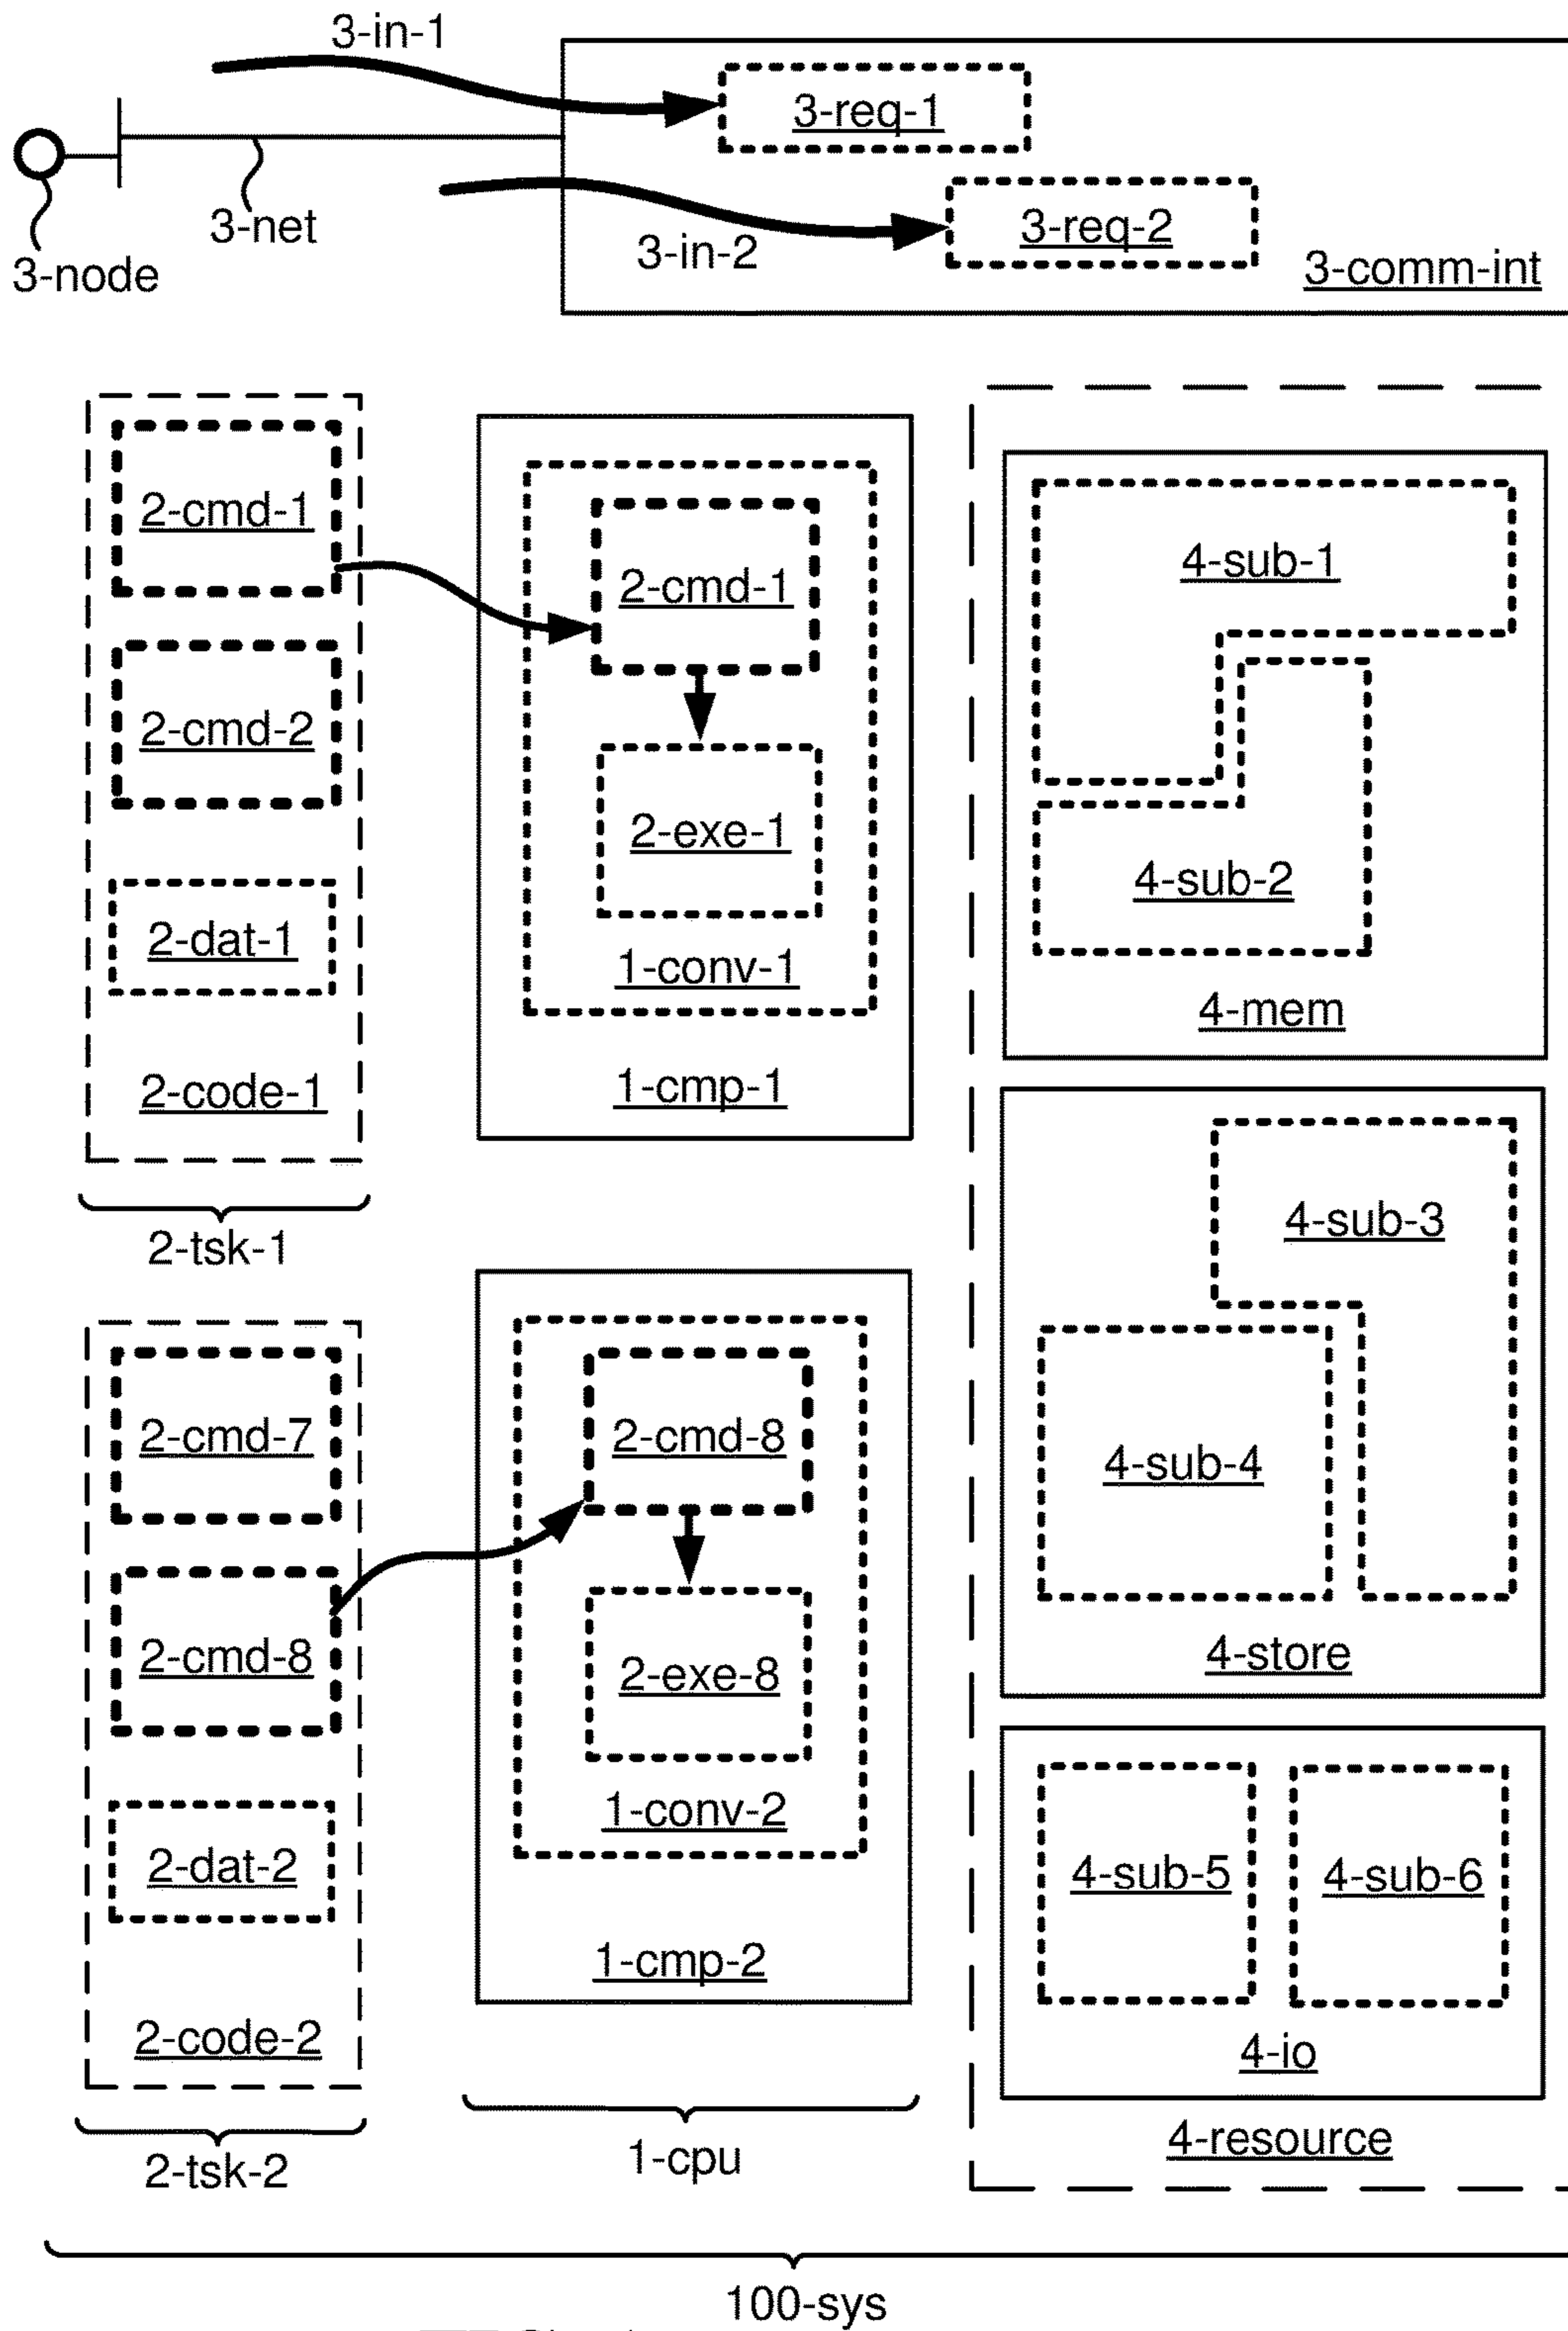 3-in-1
3-req-1
3-net
3-req-2
3-in-2
3-node
3-comm-int
2-cmd-1
2-cmd-1
4-sub-1
2-cmd-2
2-exe-1
4-sub-2
2-dat-1
1-conv-1
4-mem
2-code-1
1-cmp-1
2-tsk-1
4-sub-3
2-cmd-7
2-cmd-8
4-sub-4
2-cmd-8
2-exe-8
4-store
1-conv-2
2-dat-2
4-sub-5
4-sub-6
1-cmp-2
2-code-2
4-io
4-resource
1-cpu
2-tsk-2
100-sys